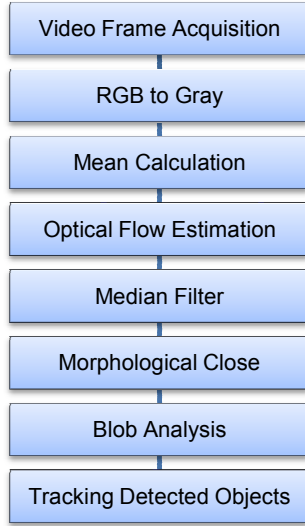 Video Frame Acquisition
RGB to Gray
Mean Calculation
Optical Flow Estimation
Median Filter
Morphological Close
Blob Analysis
Tracking Detected Objects